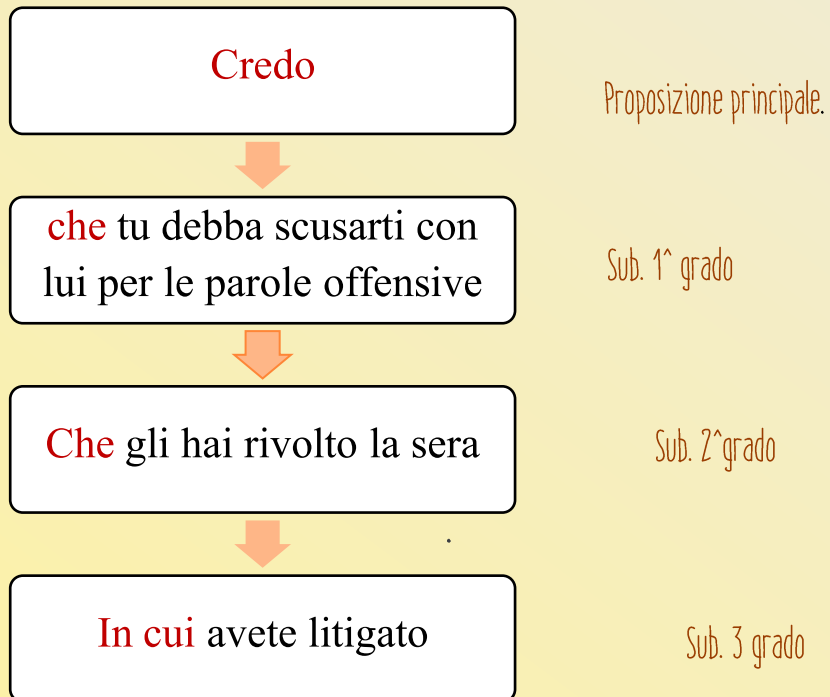 Credo
Proposizione principale.
che tu debba scusarti con
lui per le parole offensive
Sub. 1^ grado
Che gli hai rivolto la sera
Sub. 2^grado
.
In cui avete litigato
Sub. 3 grado